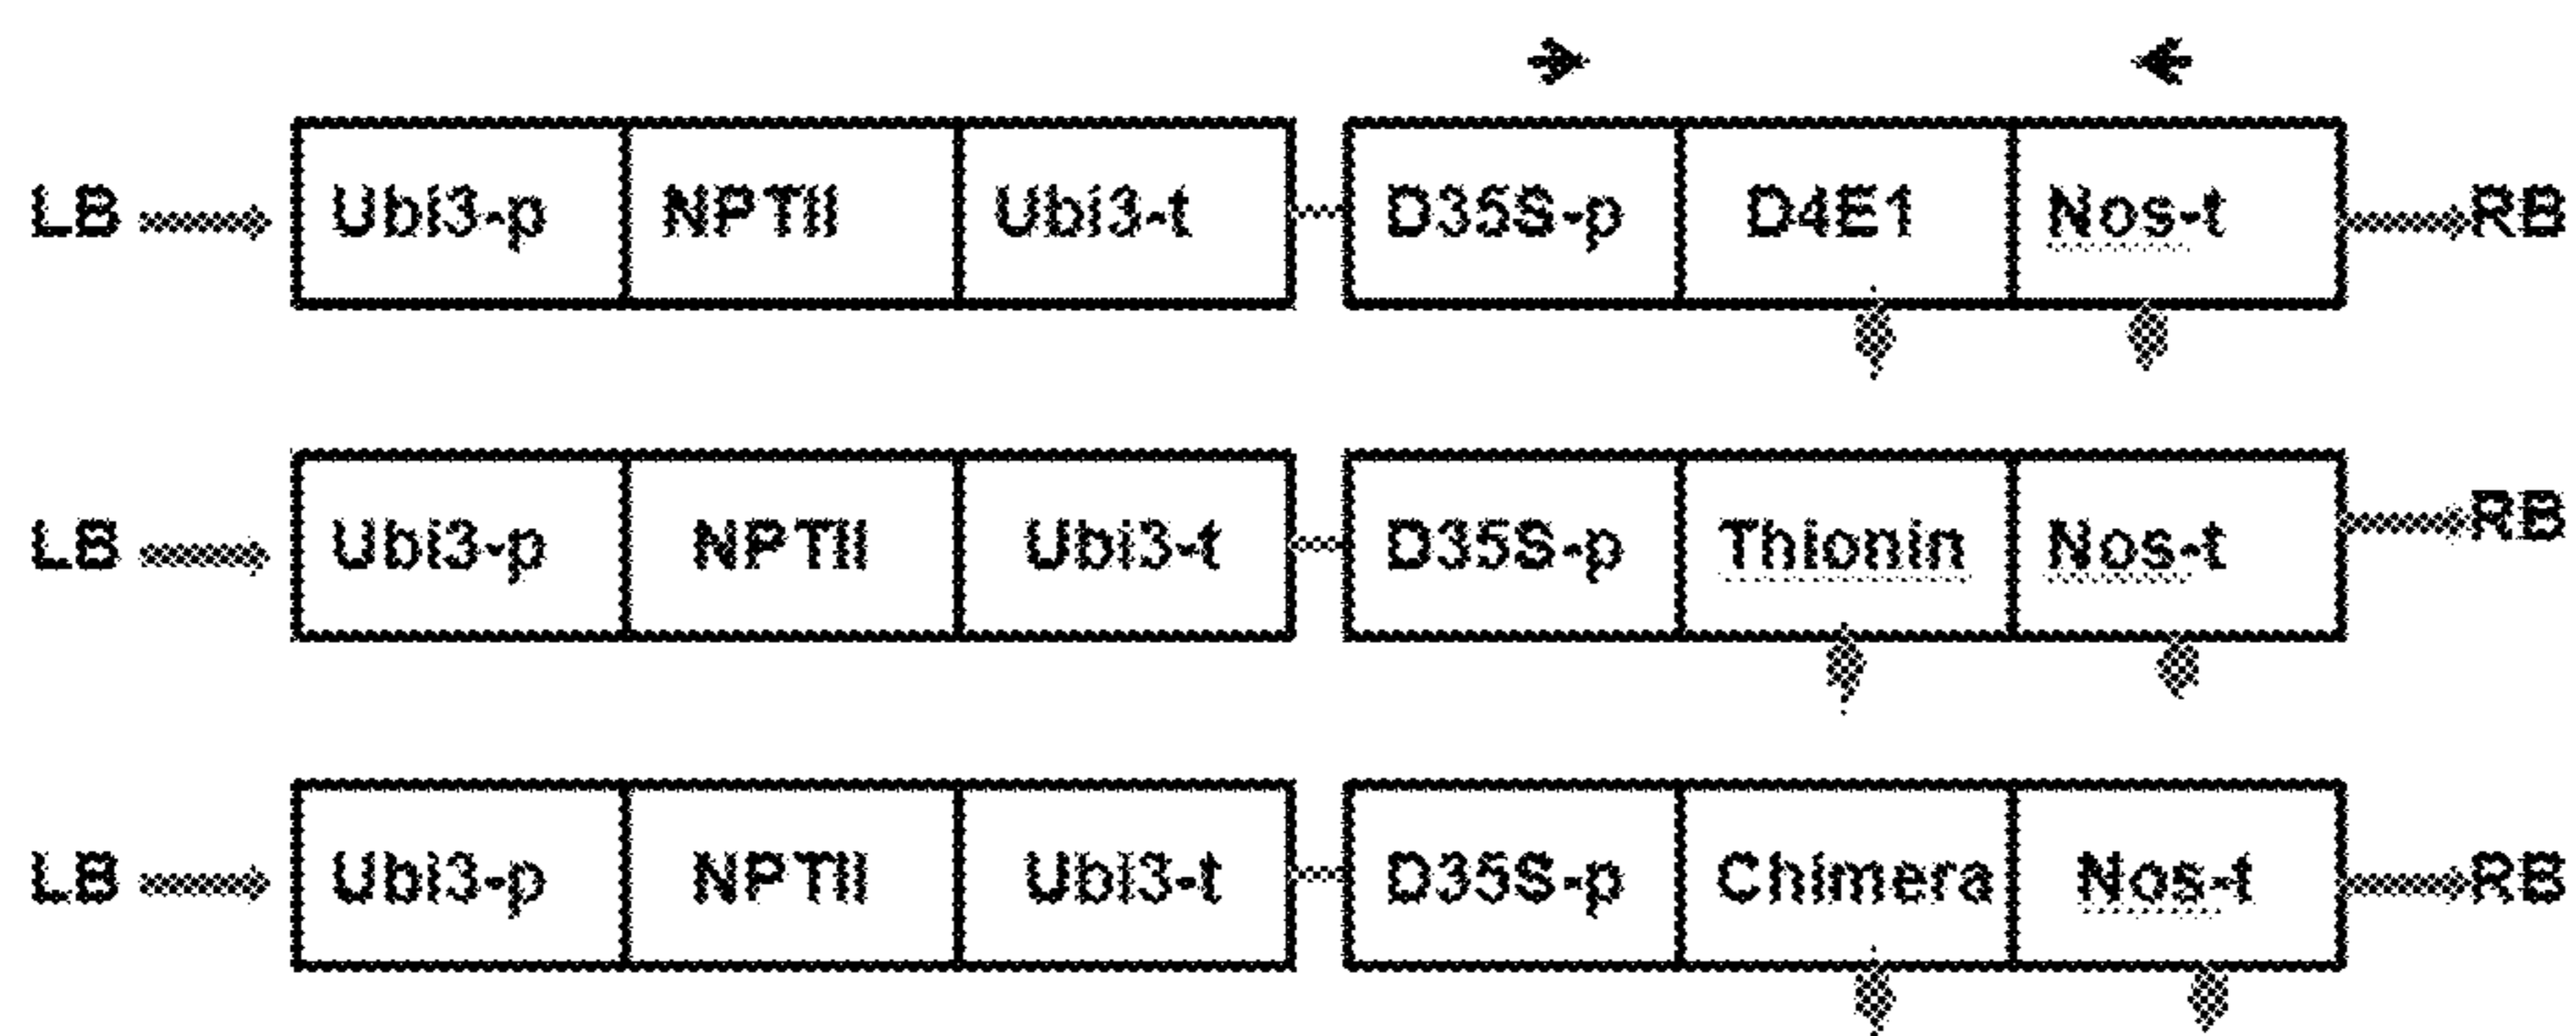 LB Ubi3-p NPTII Ubi3-t D35S-p D4E1 Nos-t RB
LB Ubi3-p NPTII Ubi3-t D35S-p Thionin Nos-t RB
LB Ubi3-p NPTII Ubi3-t D35S-p Chimera Nos-t RB